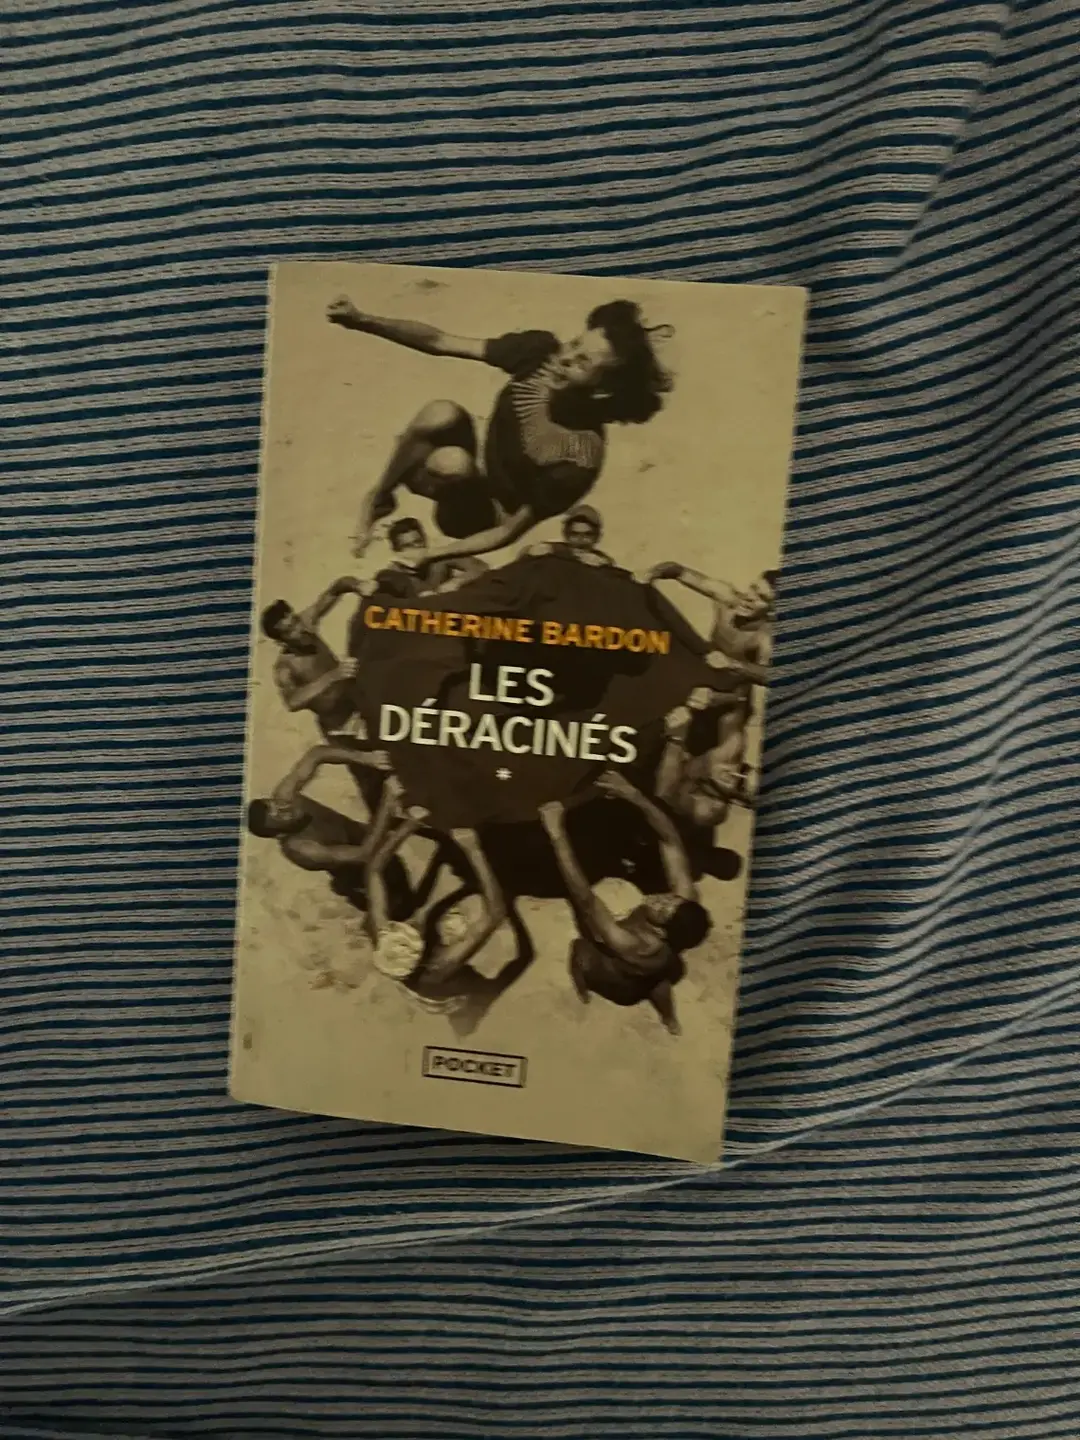 CATHERINE BARDON
LES
DÉRACINÉS
*
POCKET